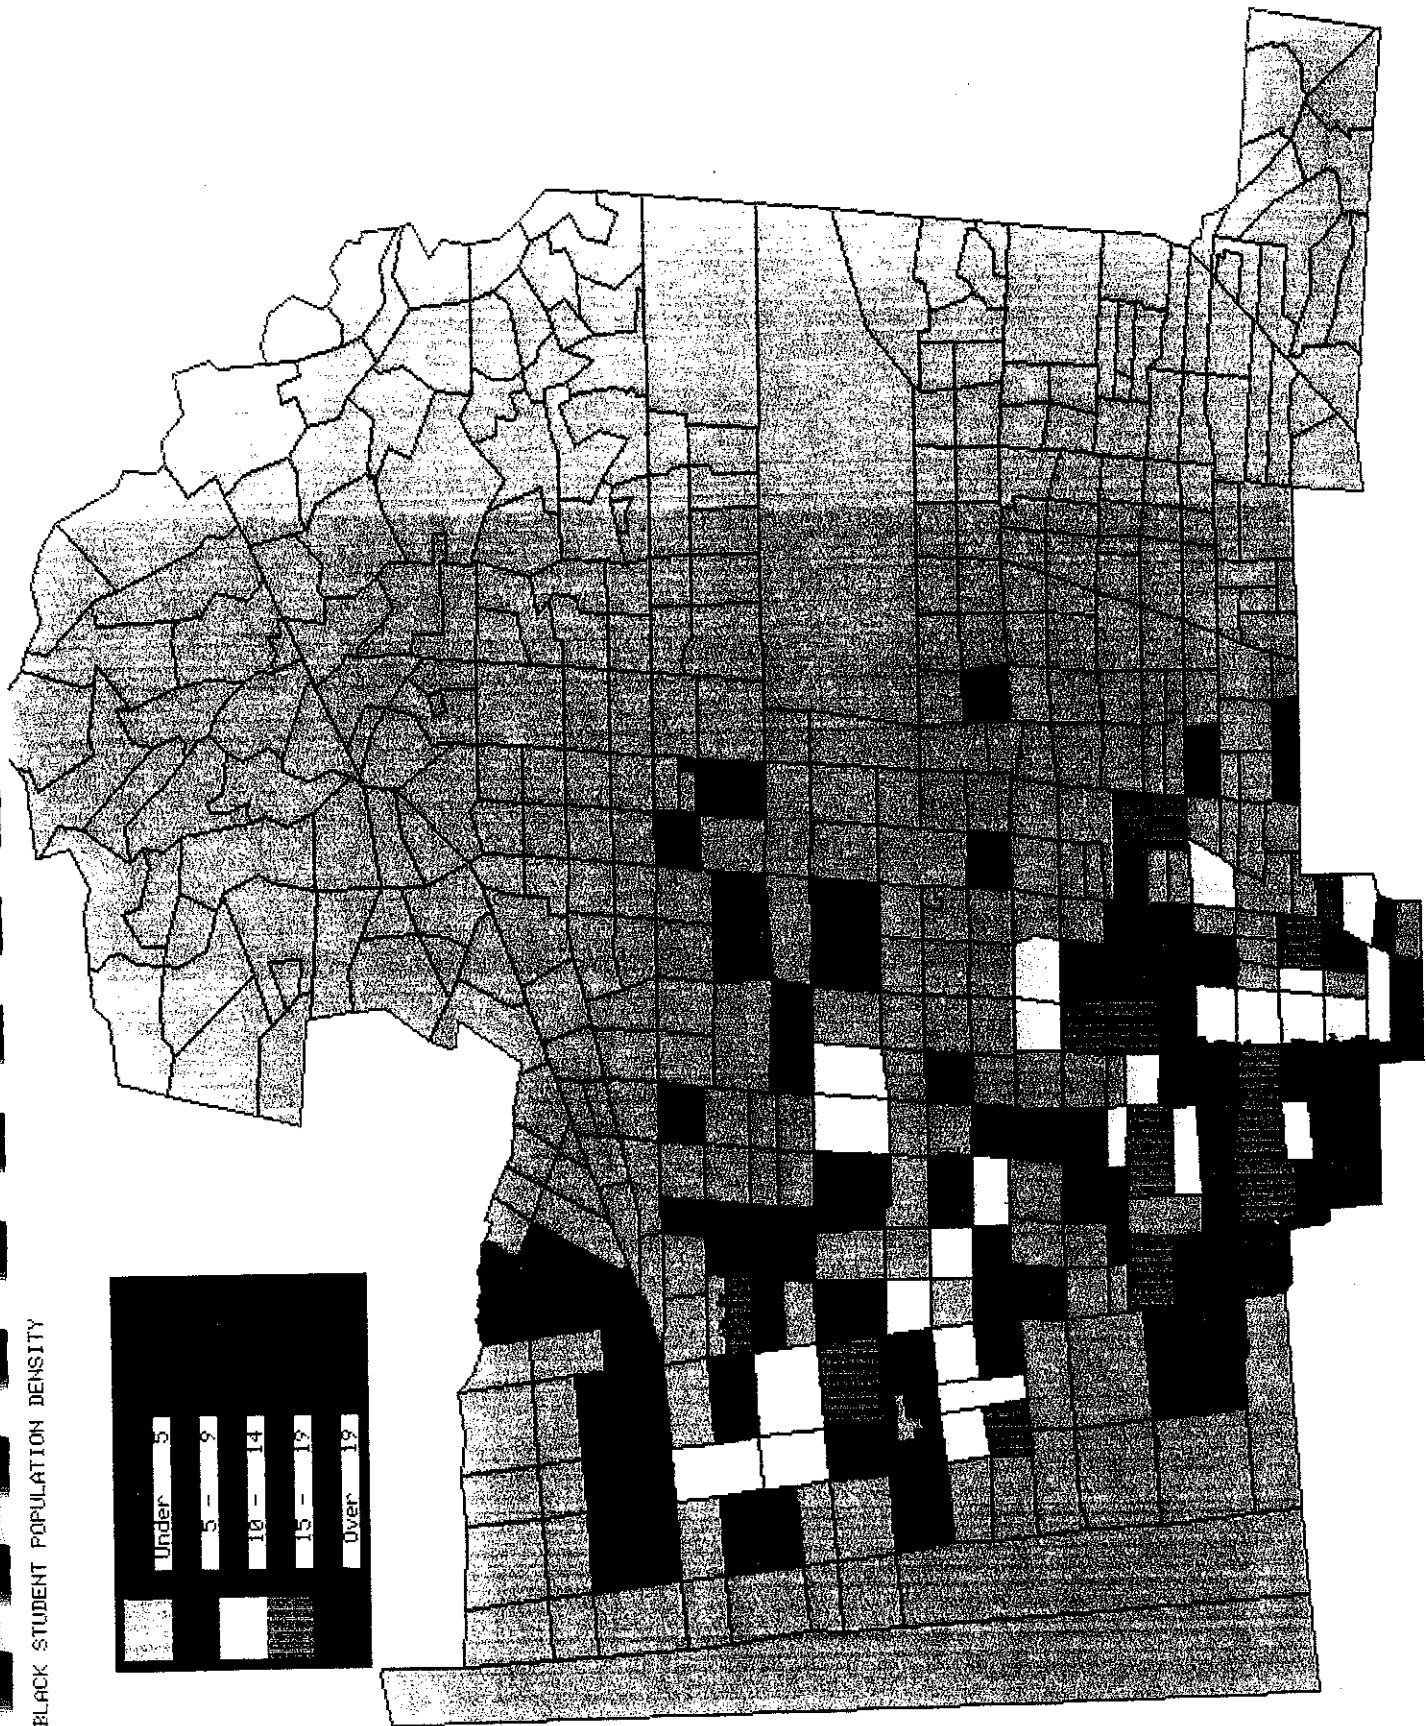 BLACK STUDENT POPULATION DENSITY
Under 5
5 - 9
10 - 14
15 - 19
Over 19